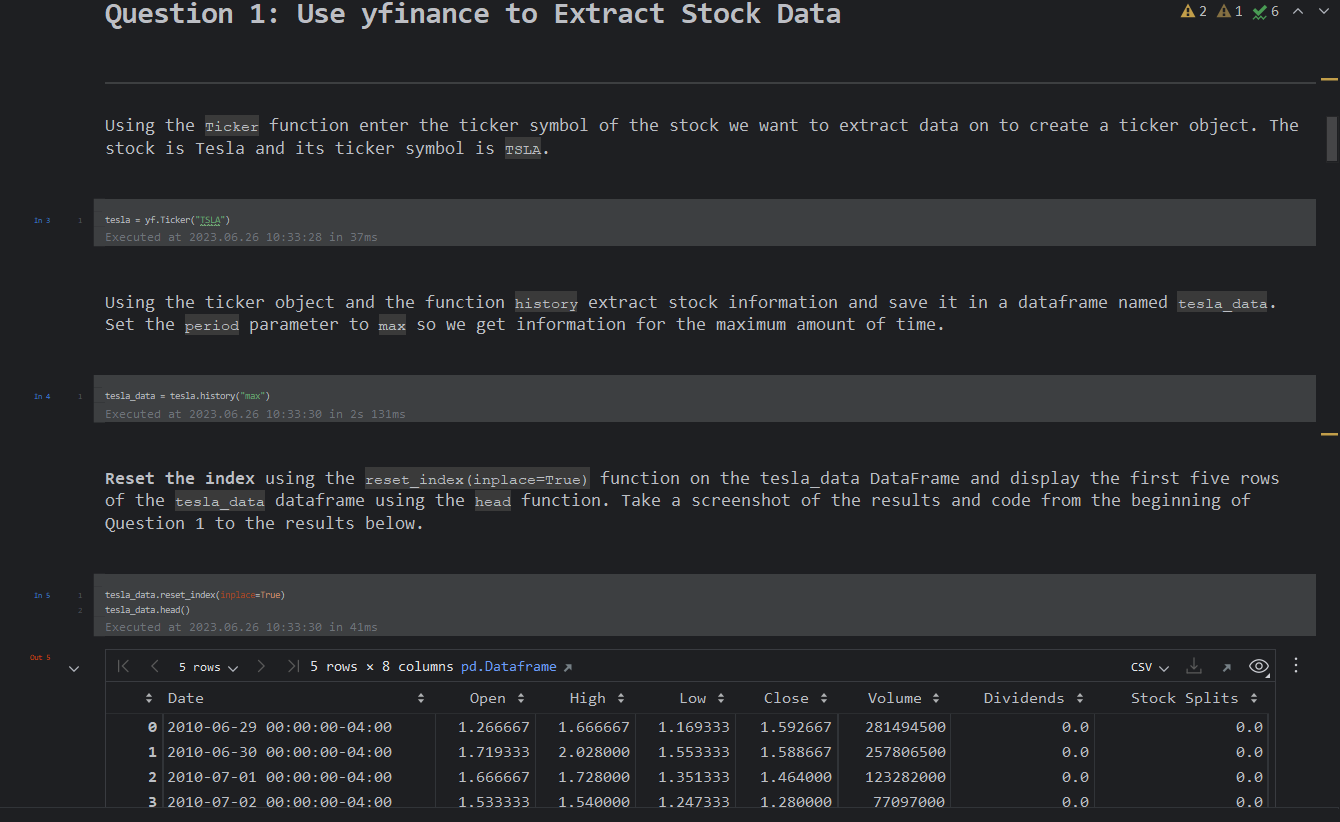 Question 1: Use yfinance to Extract Stock Data
2 1 6
Using the Ticker function enter the ticker symbol of the stock we want to extract data on to create a ticker object. The
stock is Tesla and its ticker symbol is TSLA.
In 3 1 tesla = yf.Ticker("TSLA")
Executed at 2023.06.26 10:33:28 in 37ms
Using the ticker object and the function history extract stock information and save it in a dataframe named tesla_data.
Set the period parameter to max so we get information for the maximum amount of time.
In 4 1 tesla_data = tesla.history("max")
Executed at 2023.06.26 10:33:30 in 2s 131ms
Reset the index using the reset_index(inplace=True) function on the tesla_data DataFrame and display the first five rows
of the tesla_data dataframe using the head function. Take a screenshot of the results and code from the beginning of
Question 1 to the results below.
In 5 1 tesla_data.reset_index(inplace=True)
2 tesla_data.head()
Executed at 2023.06.26 10:33:30 in 41ms
Out 5 5 rows 5 rows × 8 columns pd.Dataframe CSV
Date Open High Low Close Volume Dividends Stock Splits
0 2010-06-29 00:00:00-04:00 1.266667 1.666667 1.169333 1.592667 281494500 0.0 0.0
1 2010-06-30 00:00:00-04:00 1.719333 2.028000 1.553333 1.588667 257806500 0.0 0.0
2 2010-07-01 00:00:00-04:00 1.666667 1.728000 1.351333 1.464000 123282000 0.0 0.0
3 2010-07-02 00:00:00-04:00 1.533333 1.540000 1.247333 1.280000 77097000 0.0 0.0